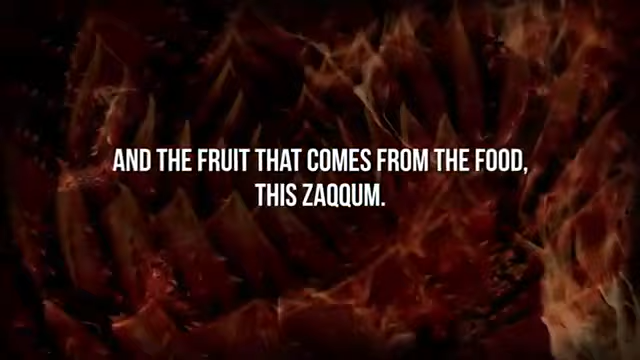 AND THE FRUIT THAT COMES FROM THE FOOD,
THIS ZAQQUM.